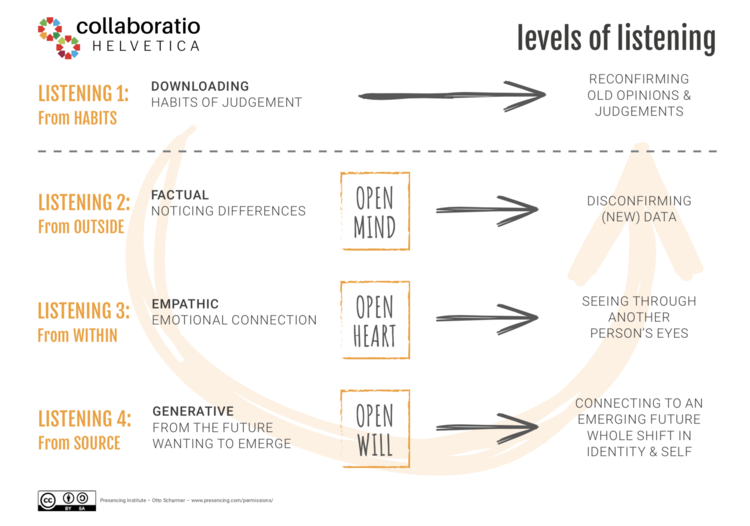 collaboratio
HELVETICA
levels of listening
LISTENING 1:
From HABITS
DOWNLOADING
HABITS OF JUDGEMENT
RECONFIRMING
OLD OPINIONS &
JUDGEMENTS
LISTENING 2:
From OUTSIDE
FACTUAL
NOTICING DIFFERENCES
OPEN
MIND
DISCONFIRMING
(NEW) DATA
LISTENING 3:
From WITHIN
EMPATHIC
EMOTIONAL CONNECTION
OPEN
HEART
SEEING THROUGH
ANOTHER
PERSON'S EYES
LISTENING 4:
From SOURCE
GENERATIVE
FROM THE FUTURE
WANTING TO EMERGE
OPEN
WILL
CONNECTING TO AN
EMERGING FUTURE
WHOLE SHIFT IN
IDENTITY & SELF
cc
BY SA
Presencing Institute – Otto Scharmer – www.presencing.com/permissions/